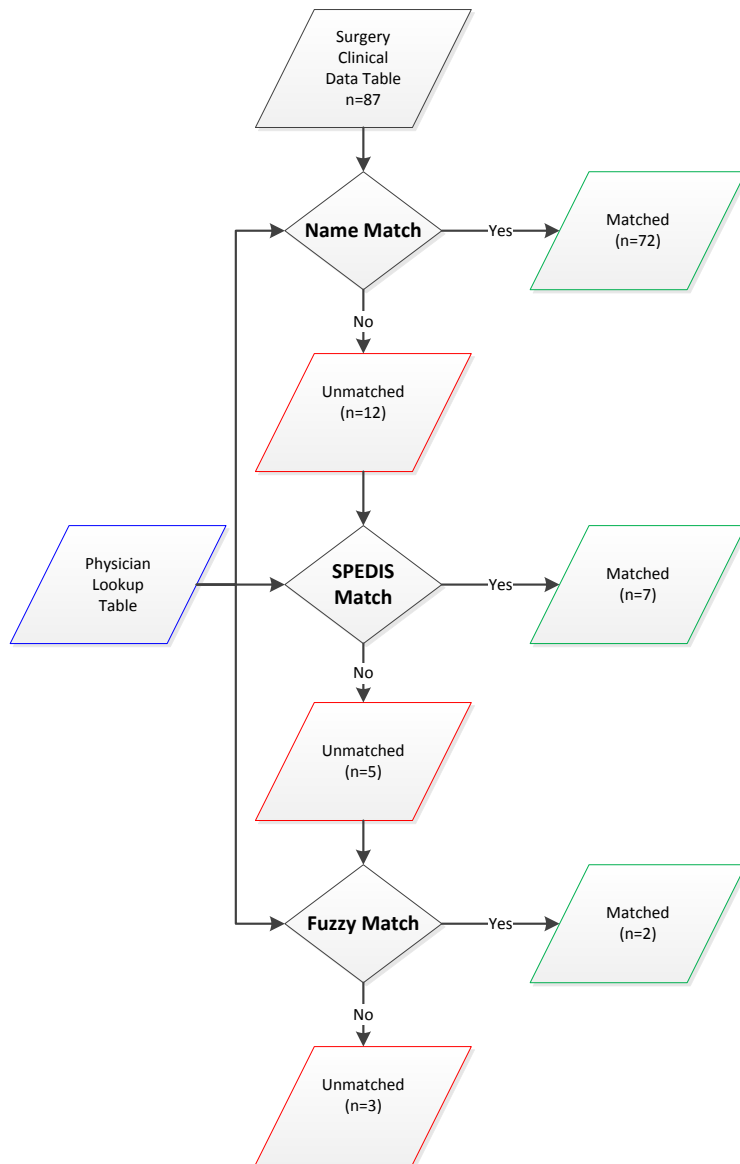 Surgery
Clinical
Data Table
n=87
Name Match
Yes
Matched
(n=72)
No
Unmatched
(n=12)
Physician
Lookup
Table
SPEDIS
Match
Yes
Matched
(n=7)
No
Unmatched
(n=5)
Fuzzy Match
Yes
Matched
(n=2)
No
Unmatched
(n=3)